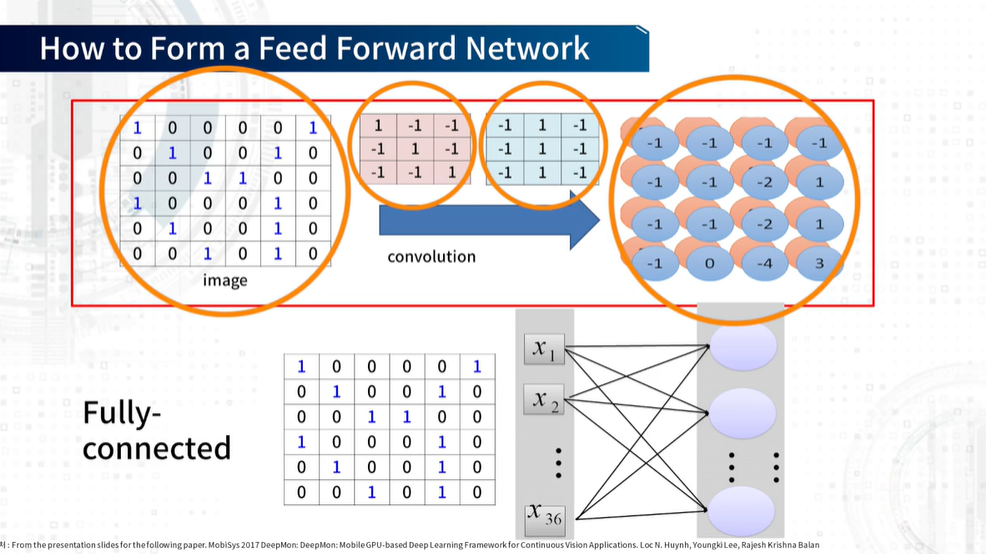 How to Form a Feed Forward Network
1 0 0 0 0 1
0 1 0 0 1 0
0 0 1 1 0 0
1 0 0 0 1 0
0 1 0 0 1 0
0 0 1 0 1 0
image
1 -1 -1
-1 1 -1
-1 -1 1
-1 1 -1
-1 1 -1
-1 1 -1
convolution
-1 -1 -1 -1
-1 -1 -2 1
-1 -1 -2 1
-1 0 -4 3
Fully-
connected
1 0 0 0 0 1
0 1 0 0 1 0
0 0 1 1 0 0
1 0 0 0 1 0
0 1 0 0 1 0
0 0 1 0 1 0
x 1
x 2
x 36
: From the presentation slides for the following paper. MobiSys 2017 DeepMon: DeepMon: Mobile GPU-based Deep Learning Framework for Continuous Vision Applications. Loc N. Huynh, Youngki Lee, Rajesh Krishna Balan